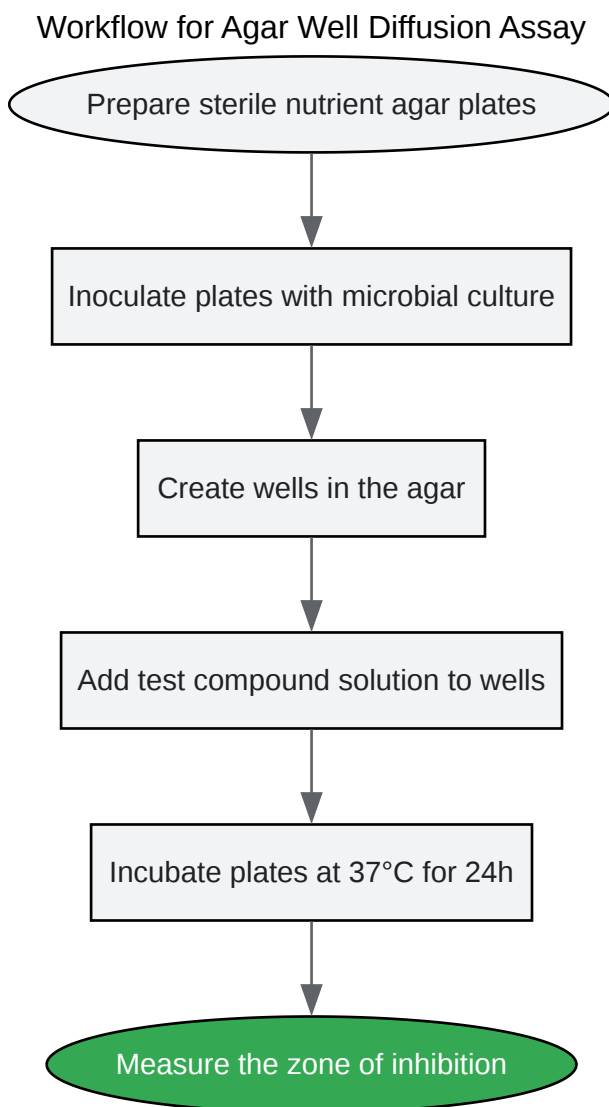 Workflow for Agar Well Diffusion Assay
Prepare sterile nutrient agar plates
Inoculate plates with microbial culture
Create wells in the agar
Add test compound solution to wells
Incubate plates at 37°C for 24h
Measure the zone of inhibition